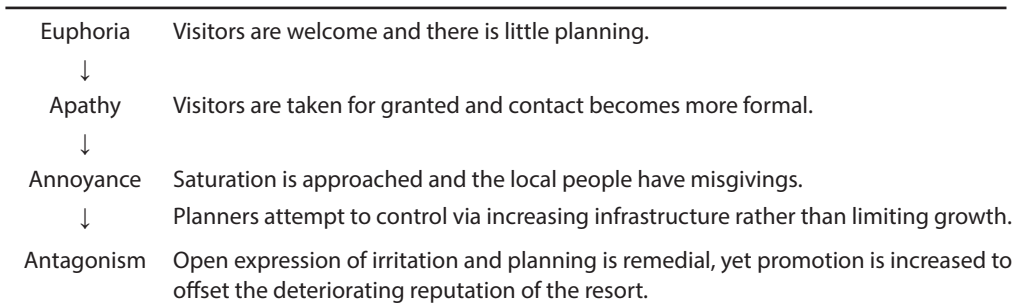 Euphoria Visitors are welcome and there is little planning.
↓
Apathy Visitors are taken for granted and contact becomes more formal.
↓
Annoyance Saturation is approached and the local people have misgivings.
↓ Planners attempt to control via increasing infrastructure rather than limiting growth.
Antagonism Open expression of irritation and planning is remedial, yet promotion is increased to
offset the deteriorating reputation of the resort.